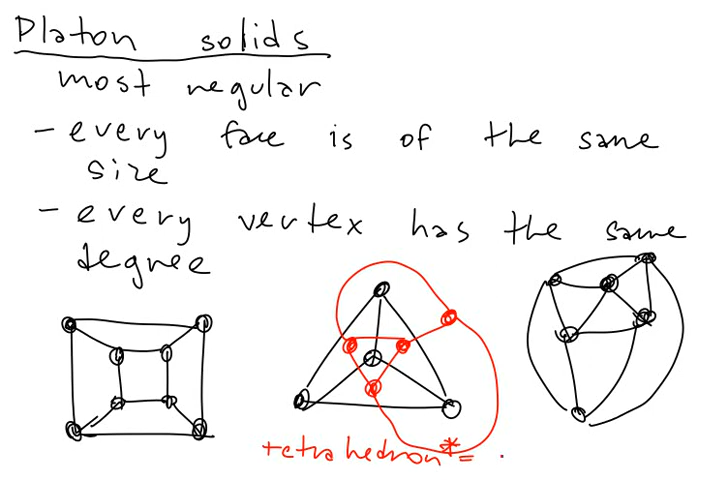 Platon solids
most regular
- every face is of the same
size
- every vertex has the same
degree
tetrahedron* = .